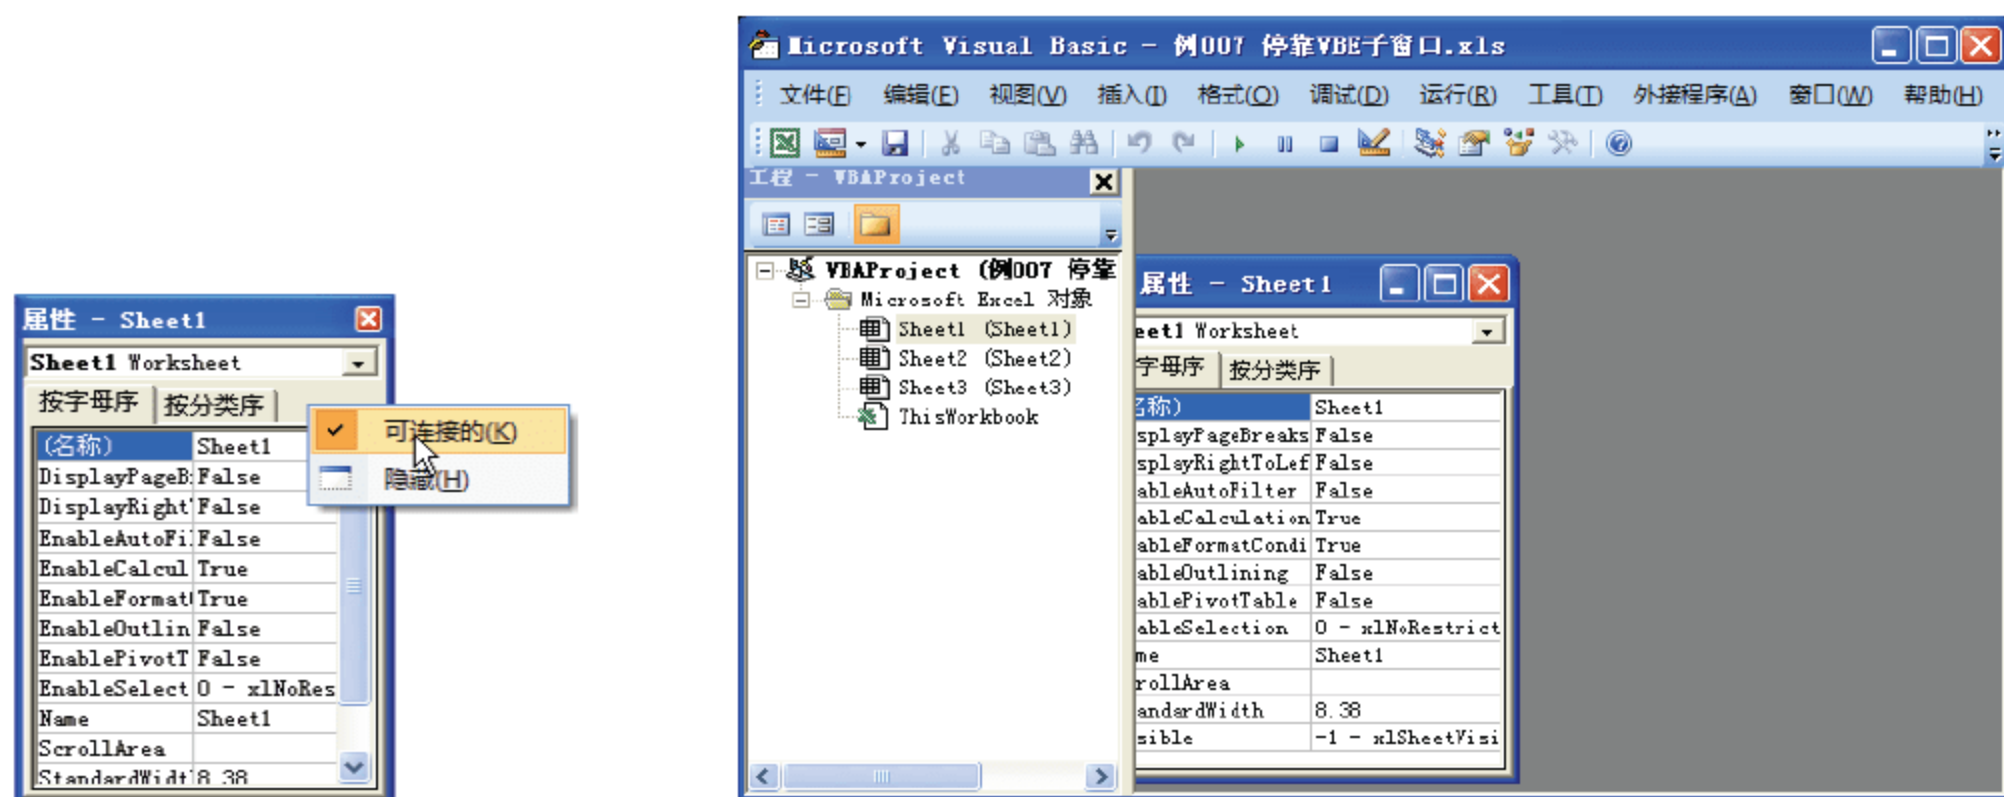 属性 - Sheet1
Sheet1 Worksheet
按字母序 按分类序
(名称) Sheet1
DisplayPageB False
DisplayRight False
EnableAutoFi False
EnableCalcul True
EnableFormat True
EnableOutlin False
EnablePivotT False
EnableSelect 0 - xlNoRes
Name Sheet1
ScrollArea
StandardWidt 8.38
可连接的(K)
隐藏(H)
Microsoft Visual Basic - 例007 停靠VBE子窗口.xls
文件(F) 编辑(E) 视图(V) 插入(I) 格式(O) 调试(D) 运行(R) 工具(T) 外接程序(A) 窗口(W) 帮助(H)
工程 - VBAProject
VBAProject (例007 停靠
Microsoft Excel 对象
Sheet1 (Sheet1)
Sheet2 (Sheet2)
Sheet3 (Sheet3)
ThisWorkbook
属性 - Sheet1
eet1 Worksheet
字母序 按分类序
名称) Sheet1
splayPageBreaks False
splayRightToLef False
ableAutoFilter False
ableCalculation True
ableFormatCondi True
ableOutlining False
ablePivotTable False
ableSelection 0 - xlNoRestrict
me Sheet1
rollArea
andardWidth 8.38
sible -1 - xlSheetVisi